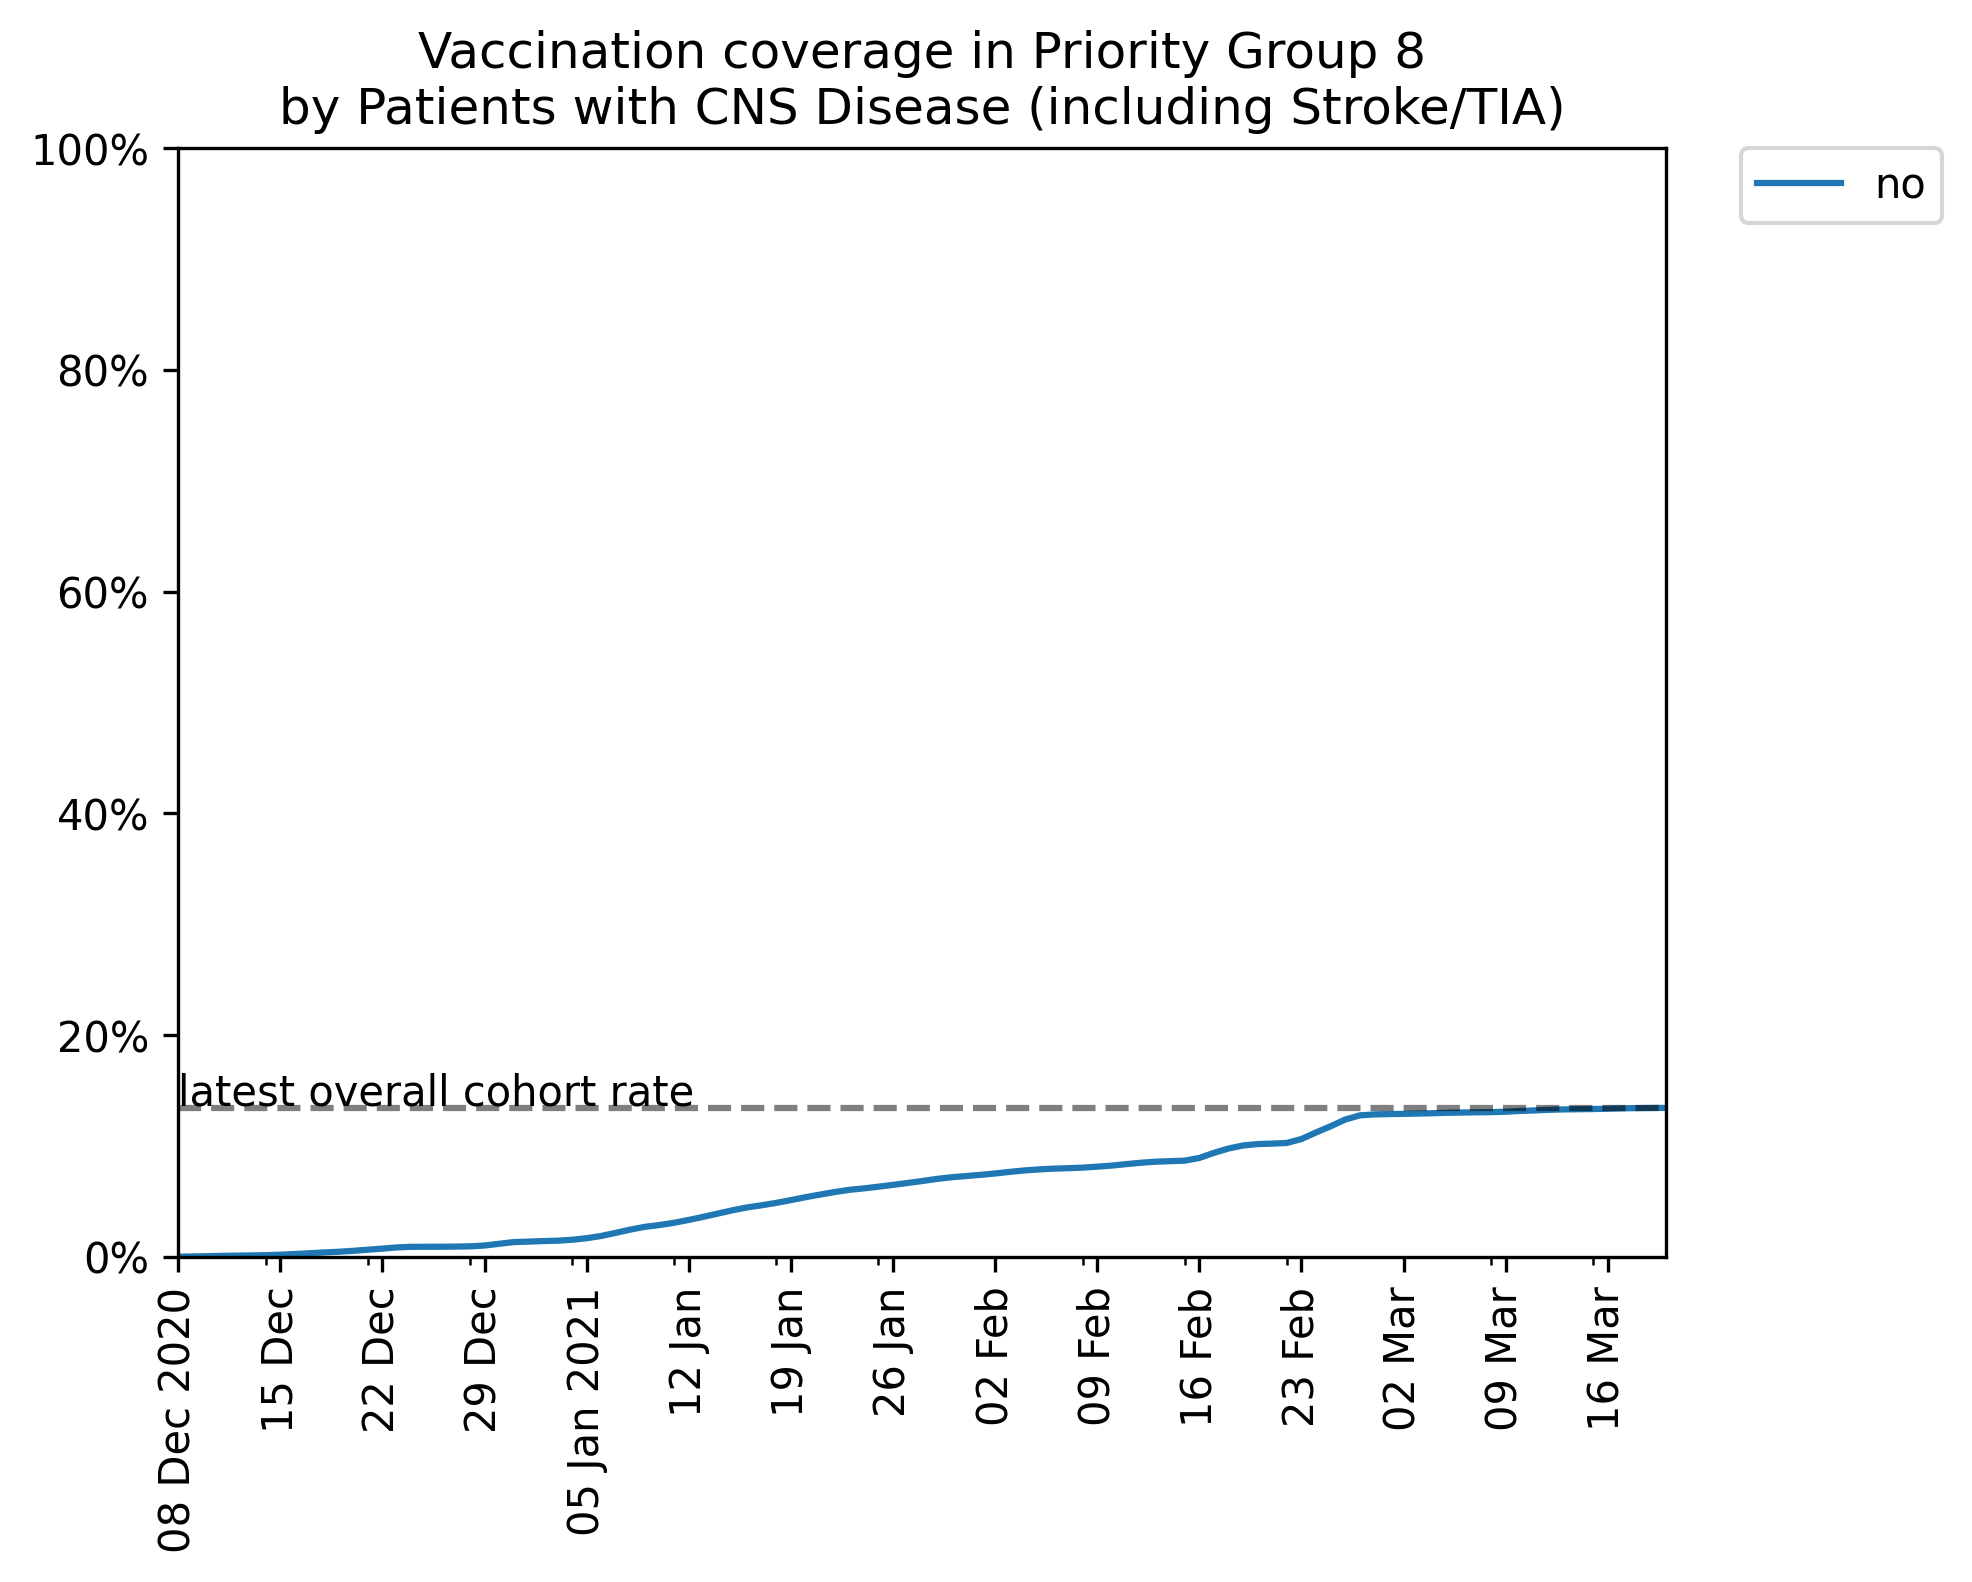 Vaccination coverage in Priority Group 8
by Patients with CNS Disease (including Stroke/TIA)
100%
80%
60%
40%
20%
0%
latest overall cohort rate
no
08 Dec 2020
15 Dec
22 Dec
29 Dec
05 Jan 2021
12 Jan
19 Jan
26 Jan
02 Feb
09 Feb
16 Feb
23 Feb
02 Mar
09 Mar
16 Mar